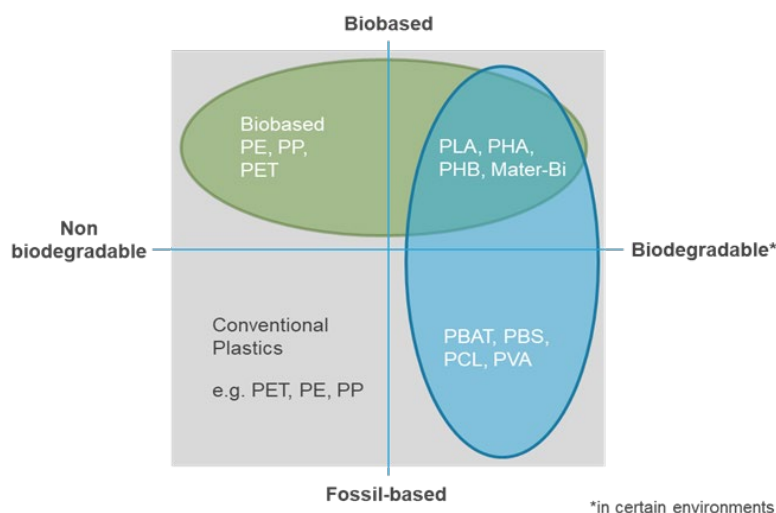 Biobased
Biobased
PE, PP,
PET
PLA, PHA,
PHB, Mater-Bi
Non
biodegradable
Biodegradable*
Conventional
Plastics
e.g. PET, PE, PP
PBAT, PBS,
PCL, PVA
Fossil-based
*in certain environments